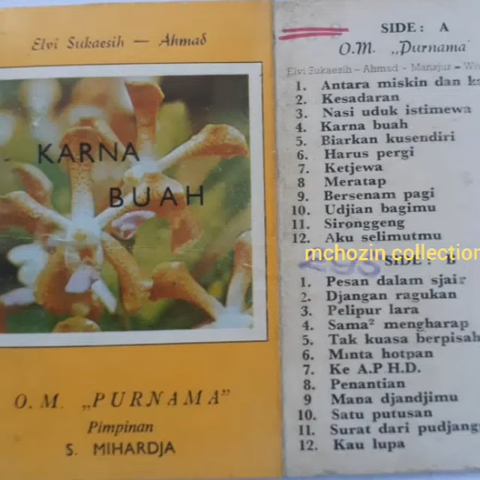 Elvi Sukaesih — Ahmad
KARNA
BUAH
O.M. „PURNAMA”
Pimpinan
S. MIHARDJA
SIDE: A
O.M. „Purnama
Elvi Sukaesih - Ahmad - Mansjur -
1. Antara miskin dan
2. Kesadaran
3. Nasi uduk istimewa
4. Karna buah
5. Biarkan kusendiri
6. Harus pergi
7. Ketjewa
8 Meratap
9. Bersenam pagi
10. Udjian bagimu
11. Sironggeng
12. Aku selimutmu
mchozin collection
295
SIDE: B
1. Pesan dalam sjair
2. Djangan ragukan
3. Pelipur lara
4. Sama² mengharap
5. Tak kuasa berpisah
6. Minta hotpan
7. Ke A.P H.D.
8. Penantian
9 Mana djandjimu
10. Satu putusan
11. Surat dari pudjang
12. Kau lupa